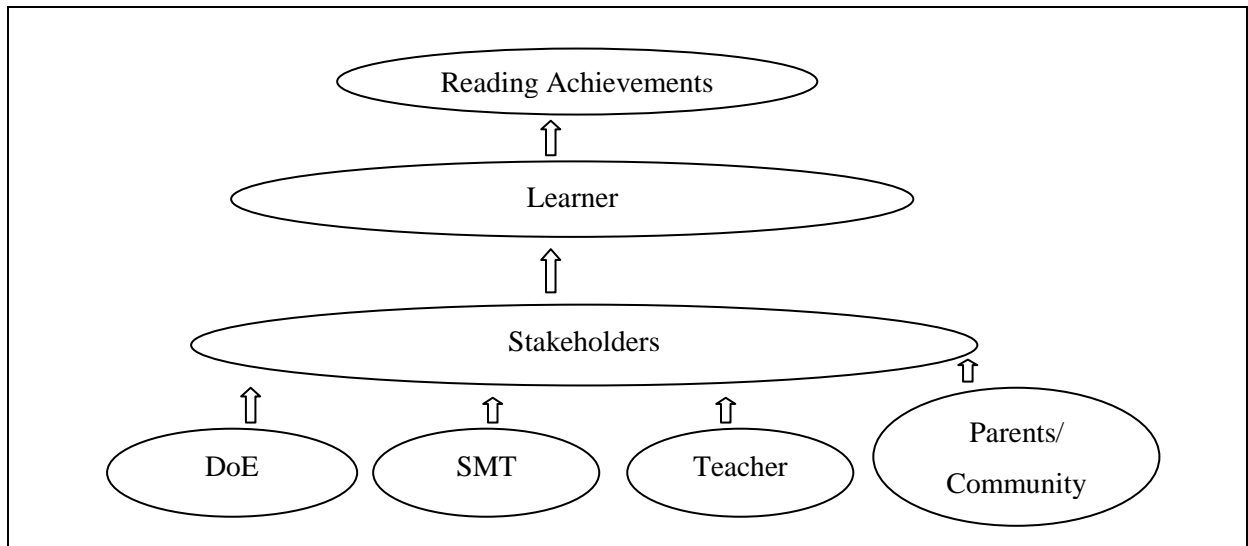 Reading Achievements
Learner
Stakeholders
DoE
SMT
Teacher
Parents/
Community